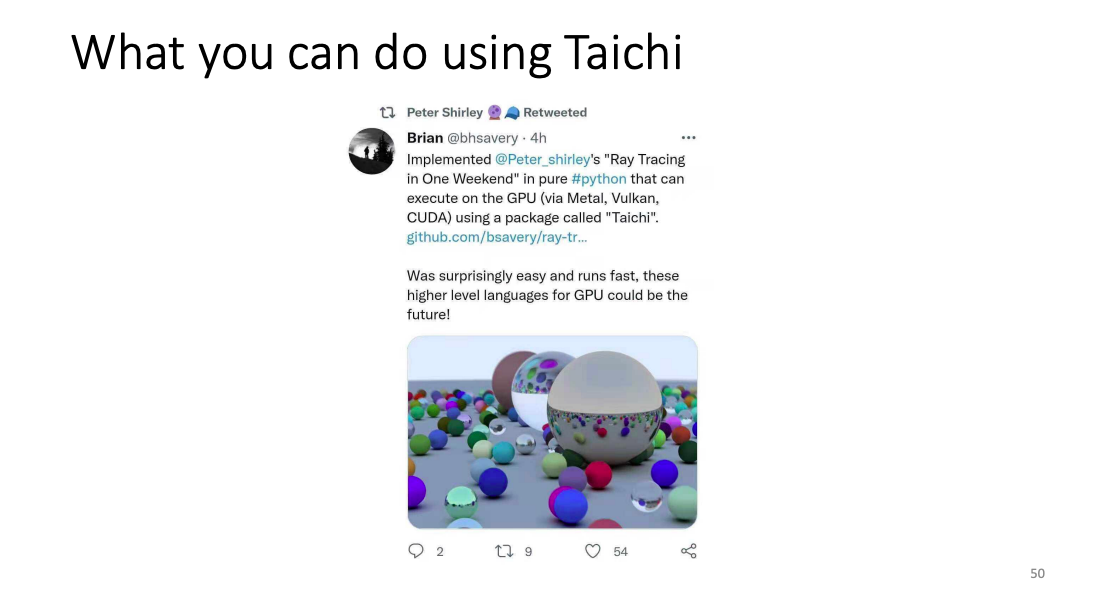 What you can do using Taichi
Peter Shirley 🔮 🧢 Retweeted
Brian @bhsavery · 4h
Implemented @Peter_shirley's "Ray Tracing
in One Weekend" in pure #python that can
execute on the GPU (via Metal, Vulkan,
CUDA) using a package called "Taichi".
github.com/bsavery/ray-tr...
Was surprisingly easy and runs fast, these
higher level languages for GPU could be the
future!
2 9 54
50